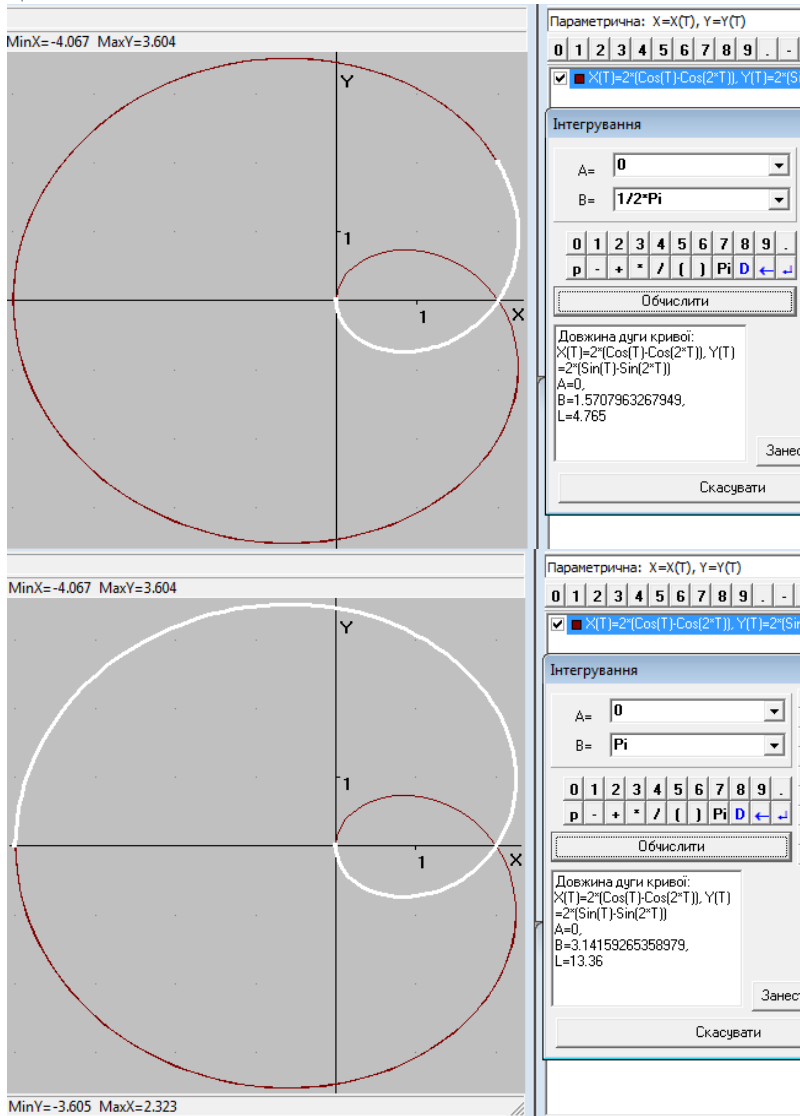 Параметрична: X=X(T), Y=Y(T)
MinX=-4.067 MaxY=3.604
0 1 2 3 4 5 6 7 8 9 . -
X(T)=2*(Cos(T)-Cos(2*T)), Y(T)=2*(Si
Y
1
1
X
Інтегрування
A= 0
B= 1/2*Pi
0 1 2 3 4 5 6 7 8 9 .
p - + * / ( ) Pi D ← ↲
Обчислити
Довжина дуги кривої:
X(T)=2*(Cos(T)-Cos(2*T)), Y(T)
=2*(Sin(T)-Sin(2*T))
A=0,
B=1.5707963267949,
L=4.765
Занес
Скасувати
Параметрична: X=X(T), Y=Y(T)
MinX=-4.067 MaxY=3.604
0 1 2 3 4 5 6 7 8 9 . -
X(T)=2*(Cos(T)-Cos(2*T)), Y(T)=2*(Sin
Y
1
1
X
Інтегрування
A= 0
B= Pi
0 1 2 3 4 5 6 7 8 9 .
p - + * / ( ) Pi D ← ↲
Обчислити
Довжина дуги кривої:
X(T)=2*(Cos(T)-Cos(2*T)), Y(T)
=2*(Sin(T)-Sin(2*T))
A=0,
B=3.14159265358979,
L=13.36
Занест
Скасувати
MinY=-3.605 MaxX=2.323